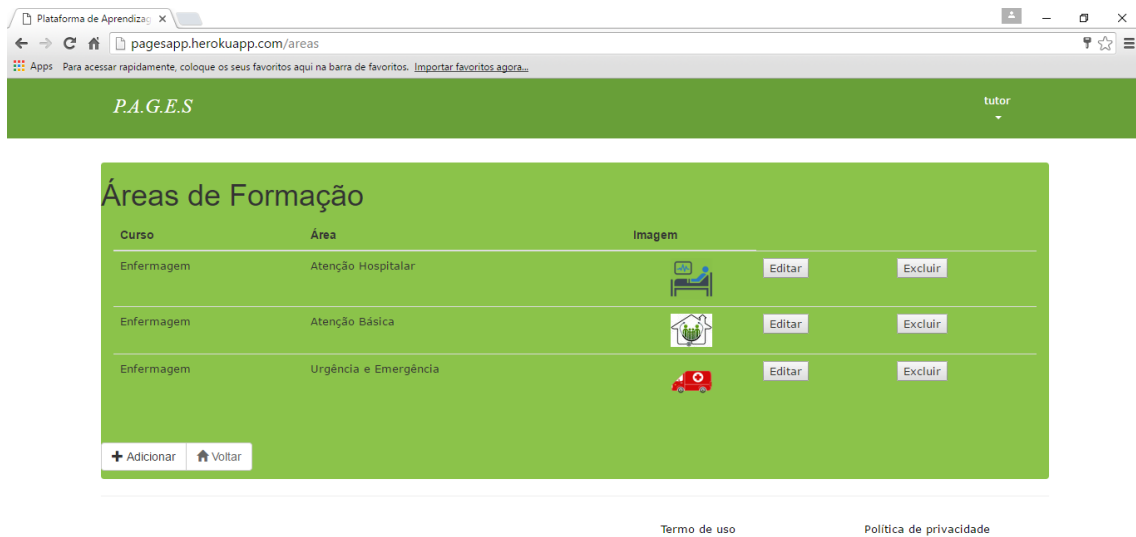 Plataforma de Aprendizag
pagesapp.herokuapp.com/areas
Apps Para acessar rapidamente, coloque os seus favoritos aqui na barra de favoritos. Importar favoritos agora...
P.A.G.E.S tutor
Áreas de Formação
Curso Área Imagem
Enfermagem Atenção Hospitalar Editar Excluir
Enfermagem Atenção Básica Editar Excluir
Enfermagem Urgência e Emergência Editar Excluir
Adicionar Voltar
Termo de uso Política de privacidade